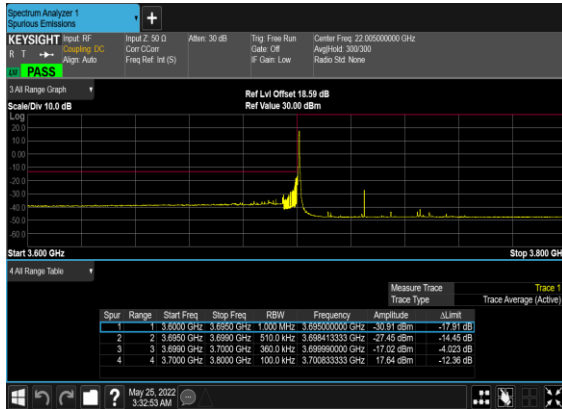 Spectrum Analyzer 1
Spurious Emissions
KEYSIGHT Input: RF Input Z: 50 Ω Atten: 30 dB Trig: Free Run Center Freq: 22.005000000 GHz
R T Coupling: DC Corr CCorr Gate: Off Avg|Hold: 300/300
Align: Auto Freq Ref: Int (S) IF Gain: Low Radio Std: None
PASS
3 All Range Graph
Ref Lvl Offset 18.59 dB
Scale/Div 10.0 dB Ref Value 30.00 dBm
Log
20.0
10.0
0.00
-10.0
-20.0
-30.0
-40.0
-50.0
-60.0
Start 3.600 GHz Stop 3.800 GH
4 All Range Table
Measure Trace Trace 1
Trace Type Trace Average (Active)
Spur Range Start Freq Stop Freq RBW Frequency Amplitude ΔLimit
1 1 3.6000 GHz 3.6950 GHz 1.000 MHz 3.695000000 GHz -30.91 dBm -17.91 dB
2 2 3.6950 GHz 3.6990 GHz 510.0 kHz 3.698413333 GHz -27.45 dBm -14.45 dB
3 3 3.6990 GHz 3.7000 GHz 360.0 kHz 3.699990000 GHz -17.02 dBm -4.023 dB
4 4 3.7000 GHz 3.8000 GHz 100.0 kHz 3.700833333 GHz 17.64 dBm -12.36 dB
May 25, 2022
3:32:53 AM